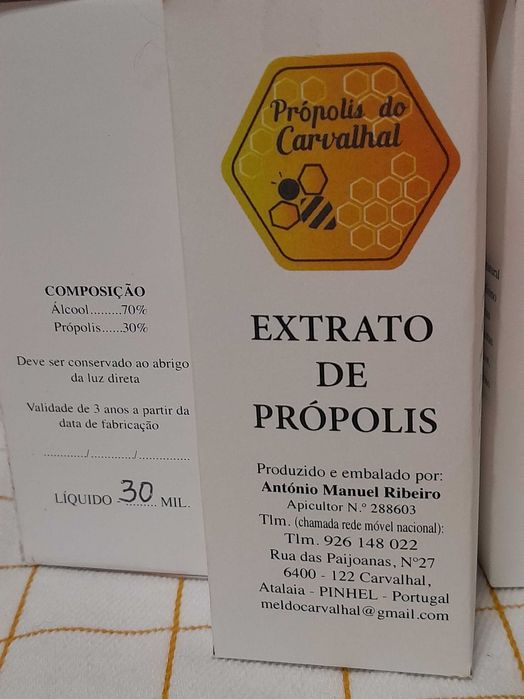 COMPOSIÇÃO
Álcool.........70%
Própolis......30%
Deve ser conservado ao abrigo
da luz direta
Validade de 3 anos a partir da
data de fabricação
............./............./...............
LÍQUIDO ..30.. MIL.
Própolis do
Carvalhal
EXTRATO
DE
PRÓPOLIS
Produzido e embalado por:
António Manuel Ribeiro
Apicultor N.º 288603
Tlm. (chamada rede móvel nacional):
Tlm. 926 148 022
Rua das Paijoanas, Nº27
6400 - 122 Carvalhal,
Atalaia - PINHEL - Portugal
meldocarvalhal@gmail.com